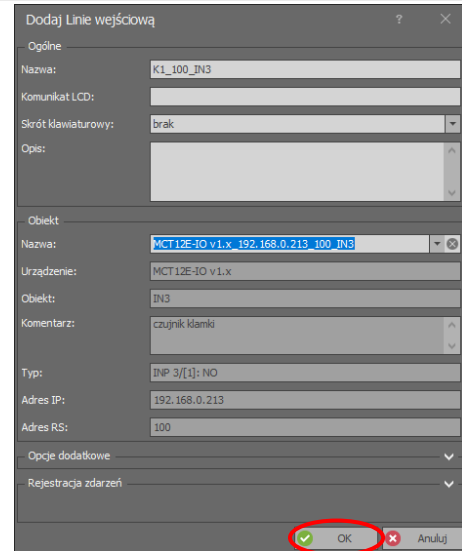 Dodaj Linie wejściową ? ×
Ogólne
Nazwa: K1_100_IN3
Komunikat LCD:
Skrót klawiaturowy: brak
Opis:
Obiekt
Nazwa: MCT12E-IO v1.x_192.168.0.213_100_IN3
Urządzenie: MCT12E-IO v1.x
Obiekt: IN3
Komentarz: czujnik klamki
Typ: INP 3/[1]: NO
Adres IP: 192.168.0.213
Adres RS: 100
Opcje dodatkowe
Rejestracja zdarzeń
OK Anuluj